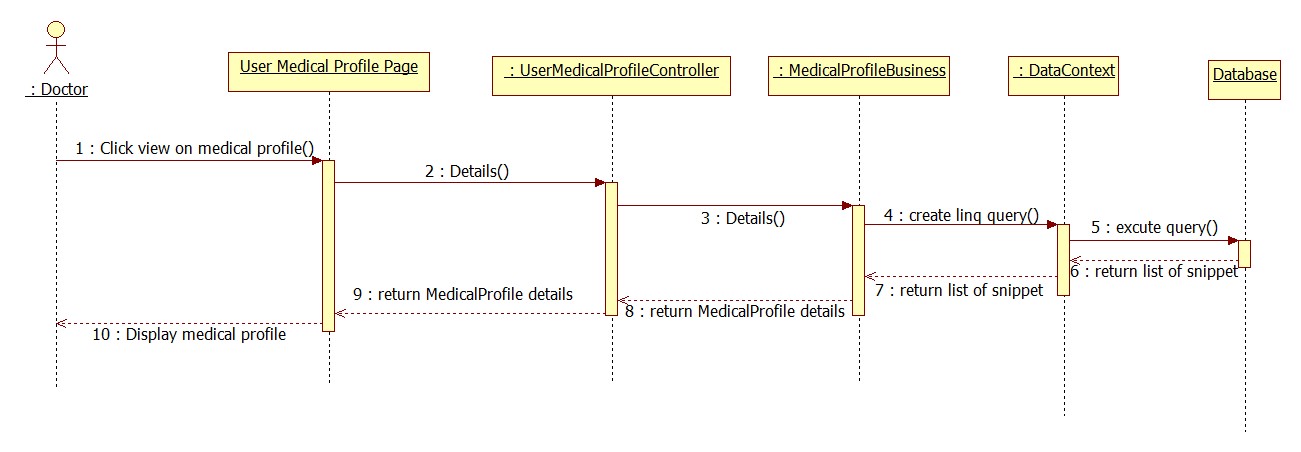 : Doctor
User Medical Profile Page
: UserMedicalProfileController
: MedicalProfileBusiness
: DataContext
Database
1 : Click view on medical profile()
2 : Details()
3 : Details()
4 : create linq query()
5 : excute query()
6 : return list of snippet
7 : return list of snippet
8 : return MedicalProfile details
9 : return MedicalProfile details
10 : Display medical profile